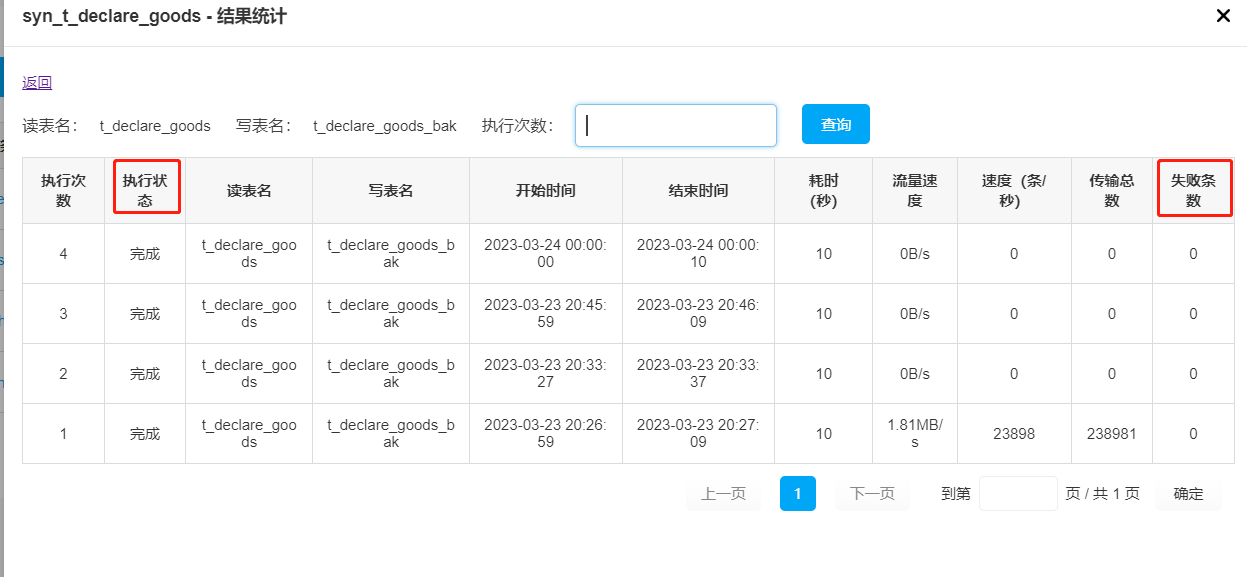 syn_t_declare_goods - 结果统计
返回
读表名： t_declare_goods 写表名： t_declare_goods_bak 执行次数： 查询
执行次数 执行状态 读表名 写表名 开始时间 结束时间 耗时(秒) 流量速度 速度（条/秒） 传输总数 失败条数
4 完成 t_declare_goods t_declare_goods_bak 2023-03-24 00:00:00 2023-03-24 00:00:10 10 0B/s 0 0 0
3 完成 t_declare_goods t_declare_goods_bak 2023-03-23 20:45:59 2023-03-23 20:46:09 10 0B/s 0 0 0
2 完成 t_declare_goods t_declare_goods_bak 2023-03-23 20:33:27 2023-03-23 20:33:37 10 0B/s 0 0 0
1 完成 t_declare_goods t_declare_goods_bak 2023-03-23 20:26:59 2023-03-23 20:27:09 10 1.81MB/s 23898 238981 0
上一页 1 下一页 到第 页 / 共 1 页 确定